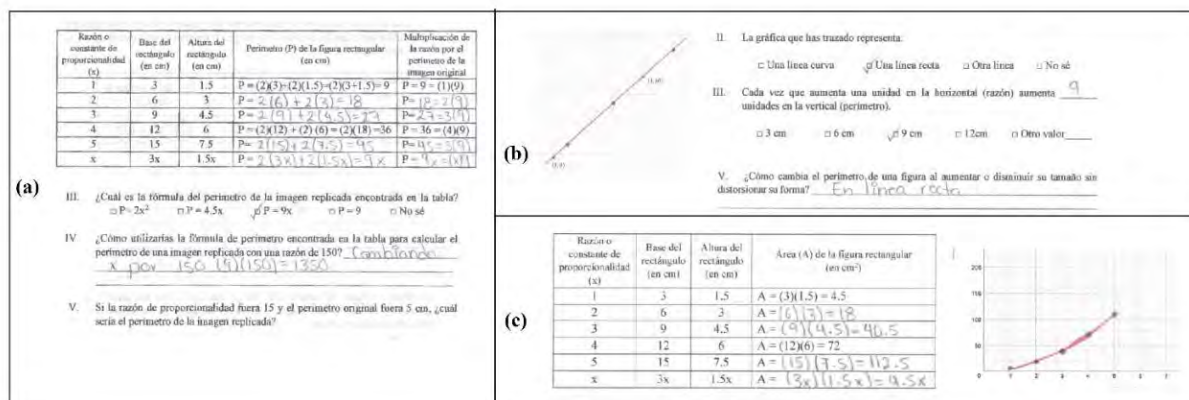 (a)
Razón o constante de proporcionalidad (x) | Base del rectángulo (en cm) | Altura del rectángulo (en cm) | Perímetro (P) de la figura rectangular (en cm) | Multiplicación de la razón por el perímetro de la imagen original
1 | 3 | 1.5 | P = (2)(3)+(2)(1.5)=(2)(3+1.5)= 9 | P = 9 = (1)(9)
2 | 6 | 3 | P = 2(6) + 2(3) = 18 | P= 18 = 2(9)
3 | 9 | 4.5 | P = 2(9) + 2(4.5) = 27 | P= 27 = 3(9)
4 | 12 | 6 | P = (2)(12) + (2) (6) = (2)(18) =36 | P = 36 = (4)(9)
5 | 15 | 7.5 | P= 2(15)+2(7.5)=45 | P= 45=5(9)
x | 3x | 1.5x | P = 2(3x)+2(1.5x)=9x | P = 9x =
III. ¿Cuál es la fórmula del perímetro de la imagen replicada encontrada en la tabla?
□ P= 2x² □ P = 4.5x □ P = 9x □ P = 9 □ No sé
IV ¿Cómo utilizarías la fórmula de perímetro encontrada en la tabla para calcular el
perímetro de una imagen replicada con una razón de 150? Cambiando
x por 150 (9)(150)=1350
V. Si la razón de proporcionalidad fuera 15 y el perímetro original fuera 5 cm, ¿cuál
sería el perímetro de la imagen replicada?
(b)
(1,9)
II. La gráfica que has trazado representa:
□ Una línea curva □ Una línea recta □ Otra línea □ No sé
III. Cada vez que aumenta una unidad en la horizontal (razón) aumenta 9
unidades en la vertical (perímetro).
□ 3 cm □ 6 cm □ 9 cm □ 12cm □ Otro valor____
V. ¿Cómo cambia el perímetro de una figura al aumentar o disminuir su tamaño sin
distorsionar su forma? En línea recta
(c)
Razón o constante de proporcionalidad (x) | Base del rectángulo (en cm) | Altura del rectángulo (en cm) | Área (A) de la figura rectangular (en cm²)
1 | 3 | 1.5 | A = (3)(1.5) = 4.5
2 | 6 | 3 | A = (6)(3) = 18
3 | 9 | 4.5 | A = (9)(4.5) = 40.5
4 | 12 | 6 | A = (12)(6) = 72
5 | 15 | 7.5 | A = (15)(7.5)=112.5
x | 3x | 1.5x | A = (3x)(1.5x) = 4.5x
200
150
100
50
0 1 2 3 4 5 6 7